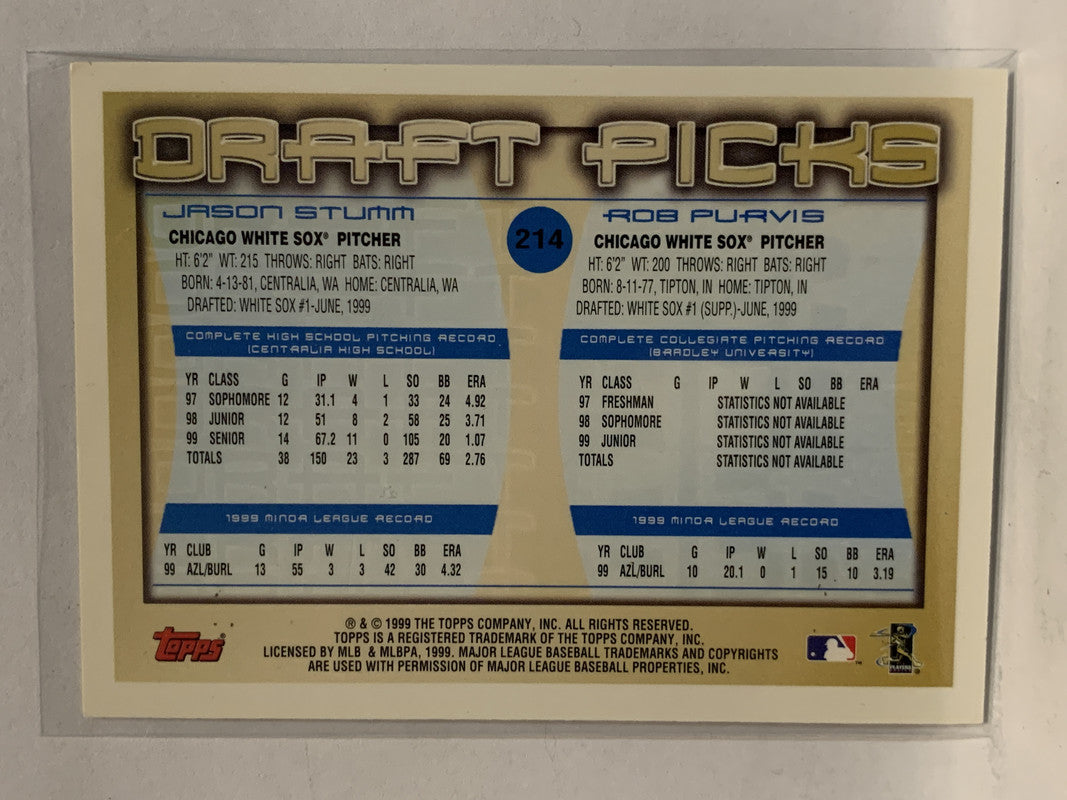 DRAFT PICKS
JASON STUMM
CHICAGO WHITE SOX® PITCHER
HT: 6'2" WT: 215 THROWS: RIGHT BATS: RIGHT
BORN: 4-13-81, CENTRALIA, WA HOME: CENTRALIA, WA
DRAFTED: WHITE SOX #1-JUNE, 1999
COMPLETE HIGH SCHOOL PITCHING RECORD
(CENTRALIA HIGH SCHOOL)
YR CLASS G IP W L SO BB ERA
97 SOPHOMORE 12 31.1 4 1 33 24 4.92
98 JUNIOR 12 51 8 2 58 25 3.71
99 SENIOR 14 67.2 11 0 105 20 1.07
TOTALS 38 150 23 3 287 69 2.76
1999 MINOR LEAGUE RECORD
YR CLUB G IP W L SO BB ERA
99 AZL/BURL 13 55 3 3 42 30 4.32
214
ROB PURVIS
CHICAGO WHITE SOX® PITCHER
HT: 6'2" WT: 200 THROWS: RIGHT BATS: RIGHT
BORN: 8-11-77, TIPTON, IN HOME: TIPTON, IN
DRAFTED: WHITE SOX #1 (SUPP.)-JUNE, 1999
COMPLETE COLLEGIATE PITCHING RECORD
(BARDLEY UNIVERSITY)
YR CLASS G IP W L SO BB ERA
97 FRESHMAN STATISTICS NOT AVAILABLE
98 SOPHOMORE STATISTICS NOT AVAILABLE
99 JUNIOR STATISTICS NOT AVAILABLE
TOTALS STATISTICS NOT AVAILABLE
1999 MINOR LEAGUE RECORD
YR CLUB G IP W L SO BB ERA
99 AZL/BURL 10 20.1 0 1 15 10 3.19
topps®
® & © 1999 THE TOPPS COMPANY, INC. ALL RIGHTS RESERVED.
TOPPS IS A REGISTERED TRADEMARK OF THE TOPPS COMPANY, INC.
LICENSED BY MLB & MLBPA, 1999. MAJOR LEAGUE BASEBALL TRADEMARKS AND COPYRIGHTS
ARE USED WITH PERMISSION OF MAJOR LEAGUE BASEBALL PROPERTIES, INC.
™
PLAYERS